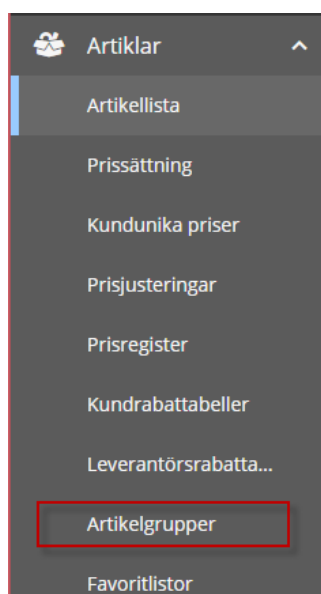 Artiklar
Artikellista
Prissättning
Kundunika priser
Prisjusteringar
Prisregister
Kundrabattabeller
Leverantörsrabatta...
Artikelgrupper
Favoritlistor